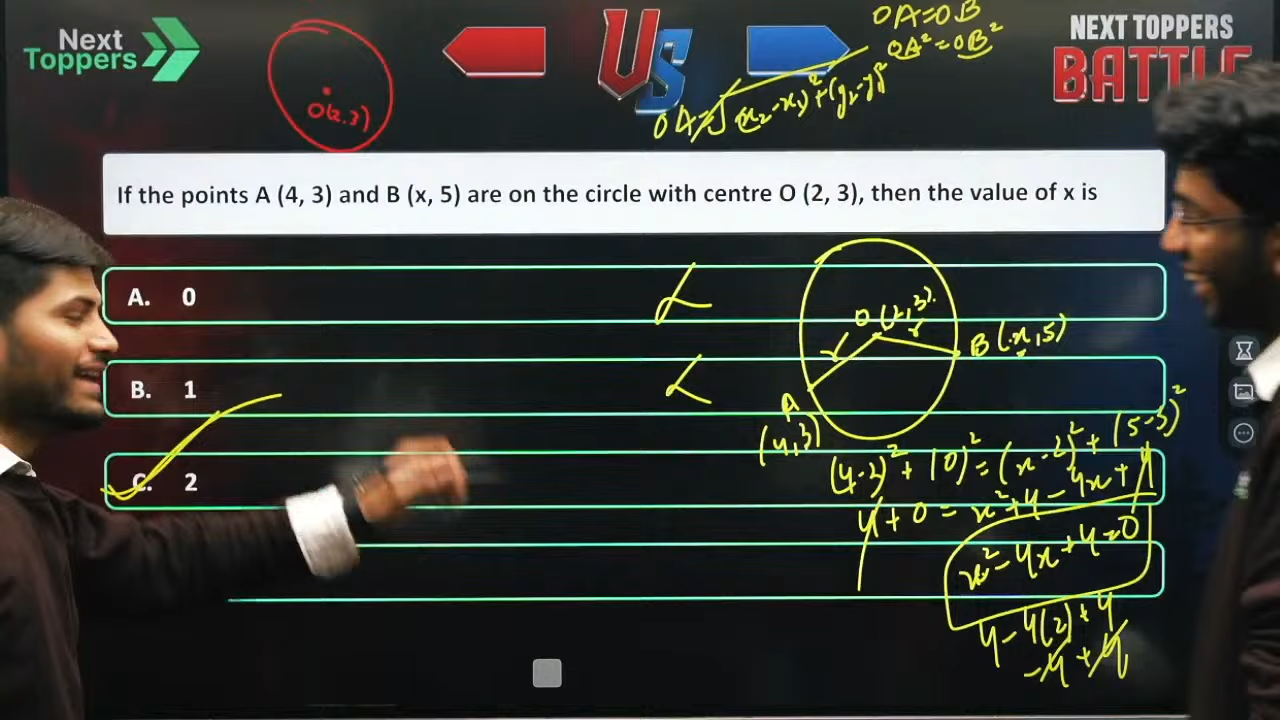 Next
Toppers
US
NEXT TOPPERS
BATTLE
O(2,3)
OA=OB
OA²=OB²
OA=√(x₂-x₁)²+(y₂-y₁)²
If the points A (4, 3) and B (x, 5) are on the circle with centre O (2, 3), then the value of x is
A. 0
B. 1
C. 2
O (2,3)
r
r
B (x,5)
A
(4,3)
(4-2)²+(0)²=(x-2)²+(5-3)²
4+0=x²+4-4x+4
x²-4x+4=0
4-4(2)+4
-4+4